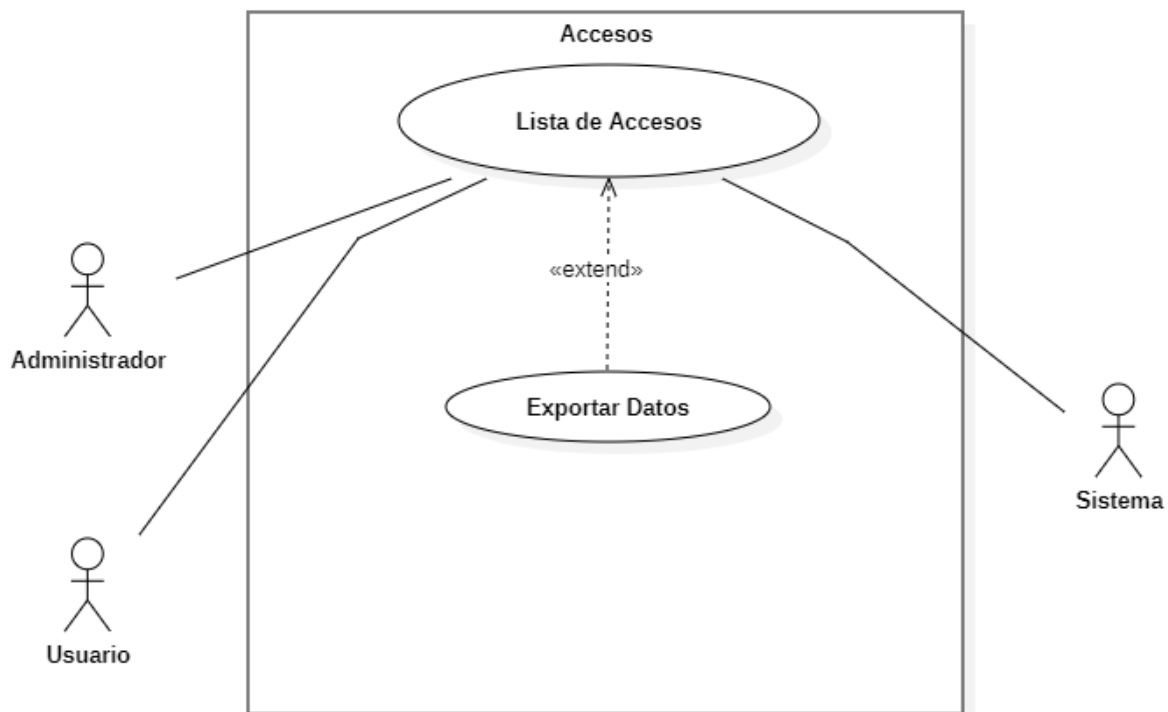 Accesos
Lista de Accesos
«extend»
Administrador
Exportar Datos
Sistema
Usuario